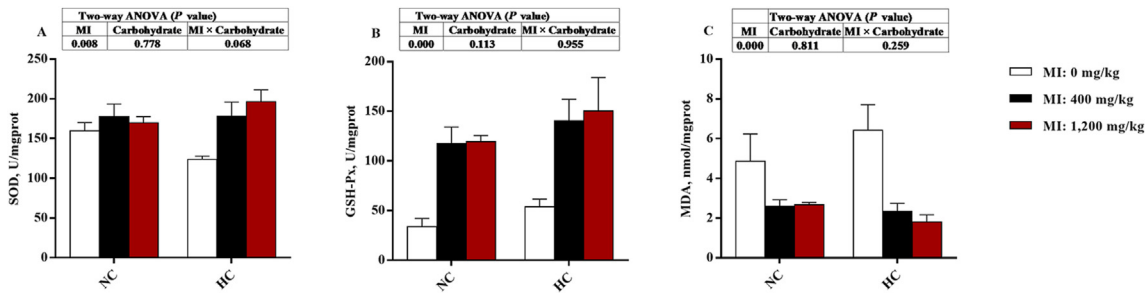 A
Two-way ANOVA (P value)
MI Carbohydrate MI × Carbohydrate
0.008 0.778 0.068
SOD, U/mgprot
250
200
150
100
50
0
NC HC
B
Two-way ANOVA (P value)
MI Carbohydrate MI × Carbohydrate
0.000 0.113 0.955
GSH-Px, U/mgprot
200
150
100
50
0
NC HC
C
Two-way ANOVA (P value)
MI Carbohydrate MI × Carbohydrate
0.000 0.811 0.259
MDA, nmol/mgprot
10
8
6
4
2
0
NC HC
MI: 0 mg/kg
MI: 400 mg/kg
MI: 1,200 mg/kg